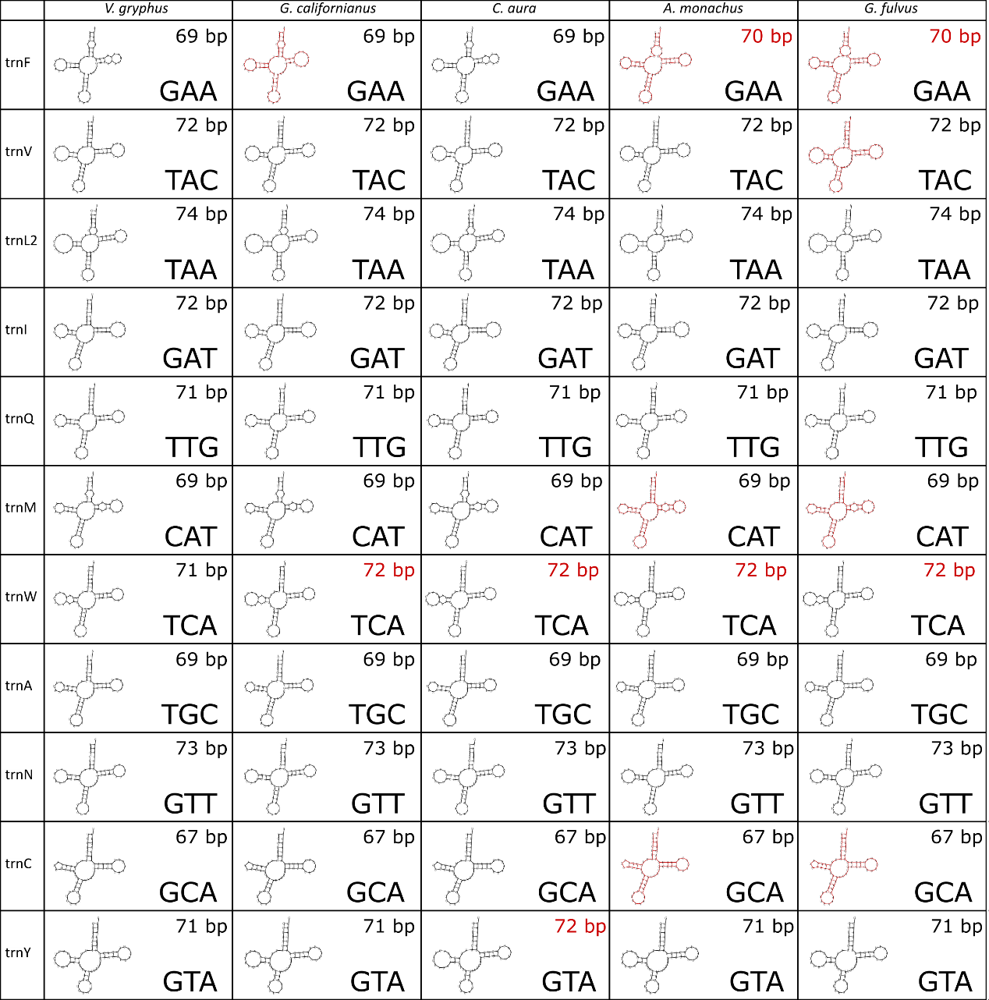 V. gryphus G. californianus C. aura A. monachus G. fulvus
trnF 69 bp 69 bp 69 bp 70 bp 70 bp
GAA GAA GAA GAA GAA
trnV 72 bp 72 bp 72 bp 72 bp 72 bp
TAC TAC TAC TAC TAC
trnL2 74 bp 74 bp 74 bp 74 bp 74 bp
TAA TAA TAA TAA TAA
trnI 72 bp 72 bp 72 bp 72 bp 72 bp
GAT GAT GAT GAT GAT
trnQ 71 bp 71 bp 71 bp 71 bp 71 bp
TTG TTG TTG TTG TTG
trnM 69 bp 69 bp 69 bp 69 bp 69 bp
CAT CAT CAT CAT CAT
trnW 71 bp 72 bp 72 bp 72 bp 72 bp
TCA TCA TCA TCA TCA
trnA 69 bp 69 bp 69 bp 69 bp 69 bp
TGC TGC TGC TGC TGC
trnN 73 bp 73 bp 73 bp 73 bp 73 bp
GTT GTT GTT GTT GTT
trnC 67 bp 67 bp 67 bp 67 bp 67 bp
GCA GCA GCA GCA GCA
trnY 71 bp 71 bp 72 bp 71 bp 71 bp
GTA GTA GTA GTA GTA